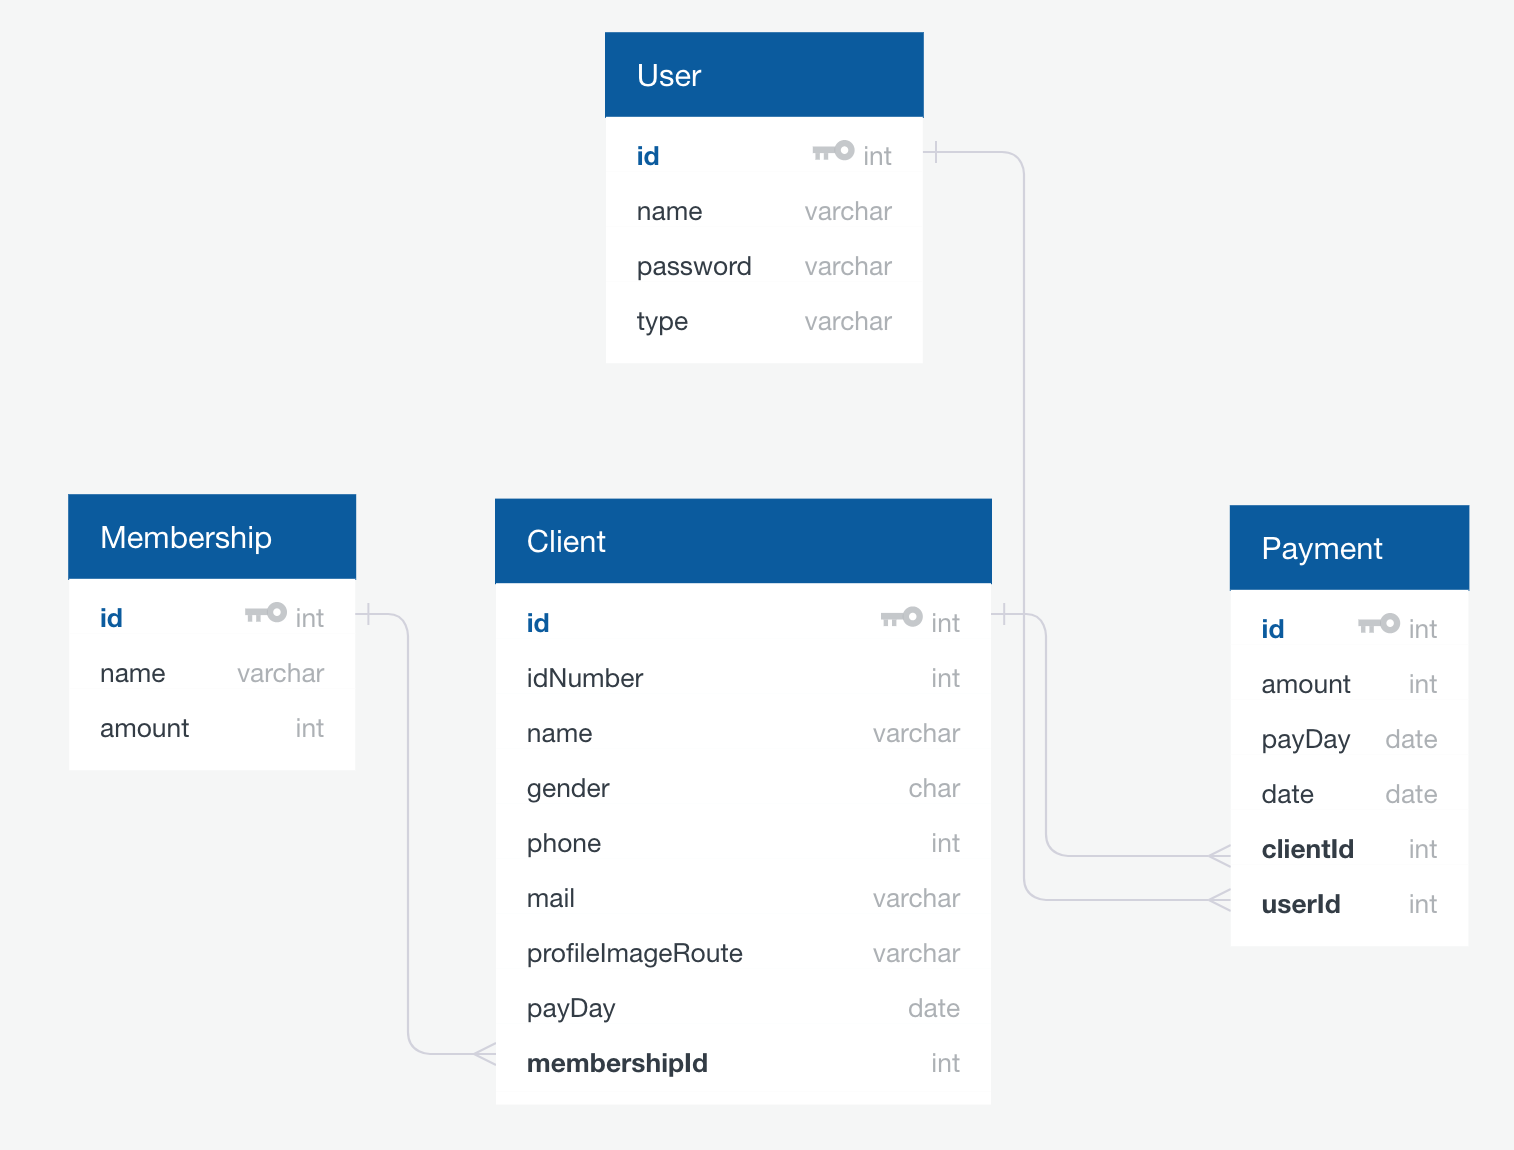 User
id int
name varchar
password varchar
type varchar
Membership
id int
name varchar
amount int
Client
id int
idNumber int
name varchar
gender char
phone int
mail varchar
profileImageRoute varchar
payDay date
membershipId int
Payment
id int
amount int
payDay date
date date
clientId int
userId int